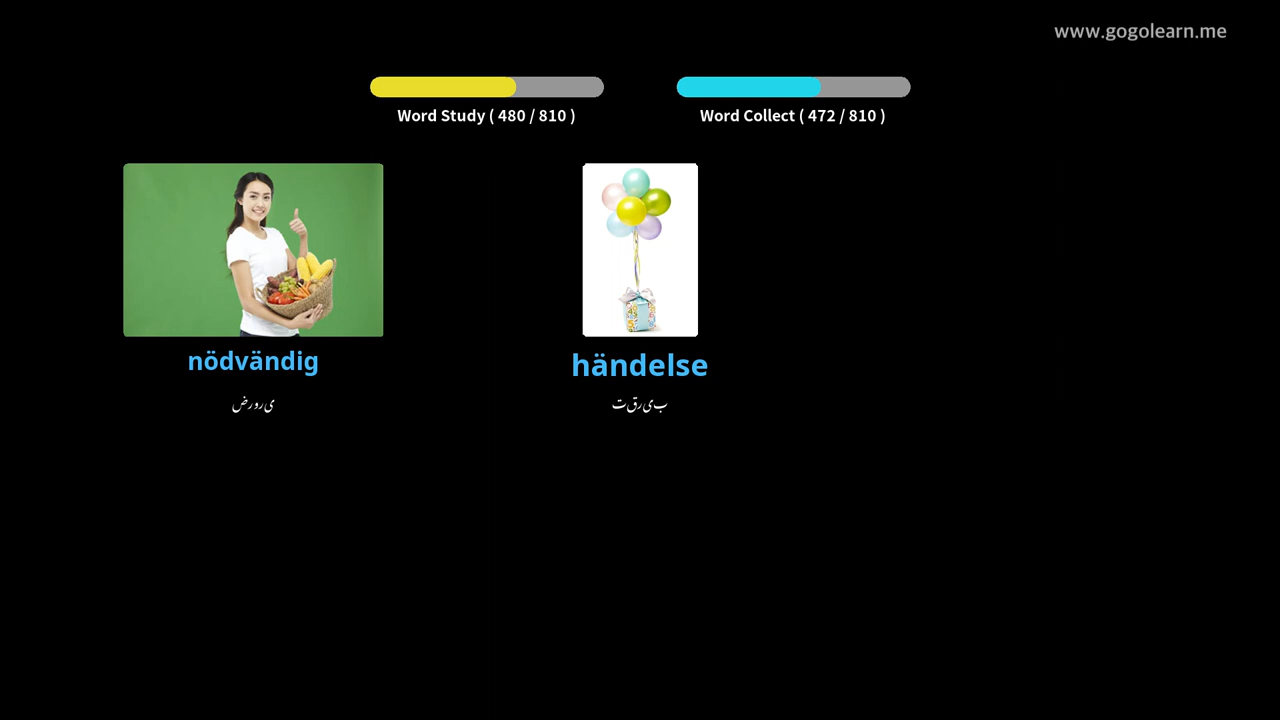 www.gogolearn.me
Word Study ( 480 / 810 )
Word Collect ( 472 / 810 )
nödvändig
ضروری
händelse
تقریب